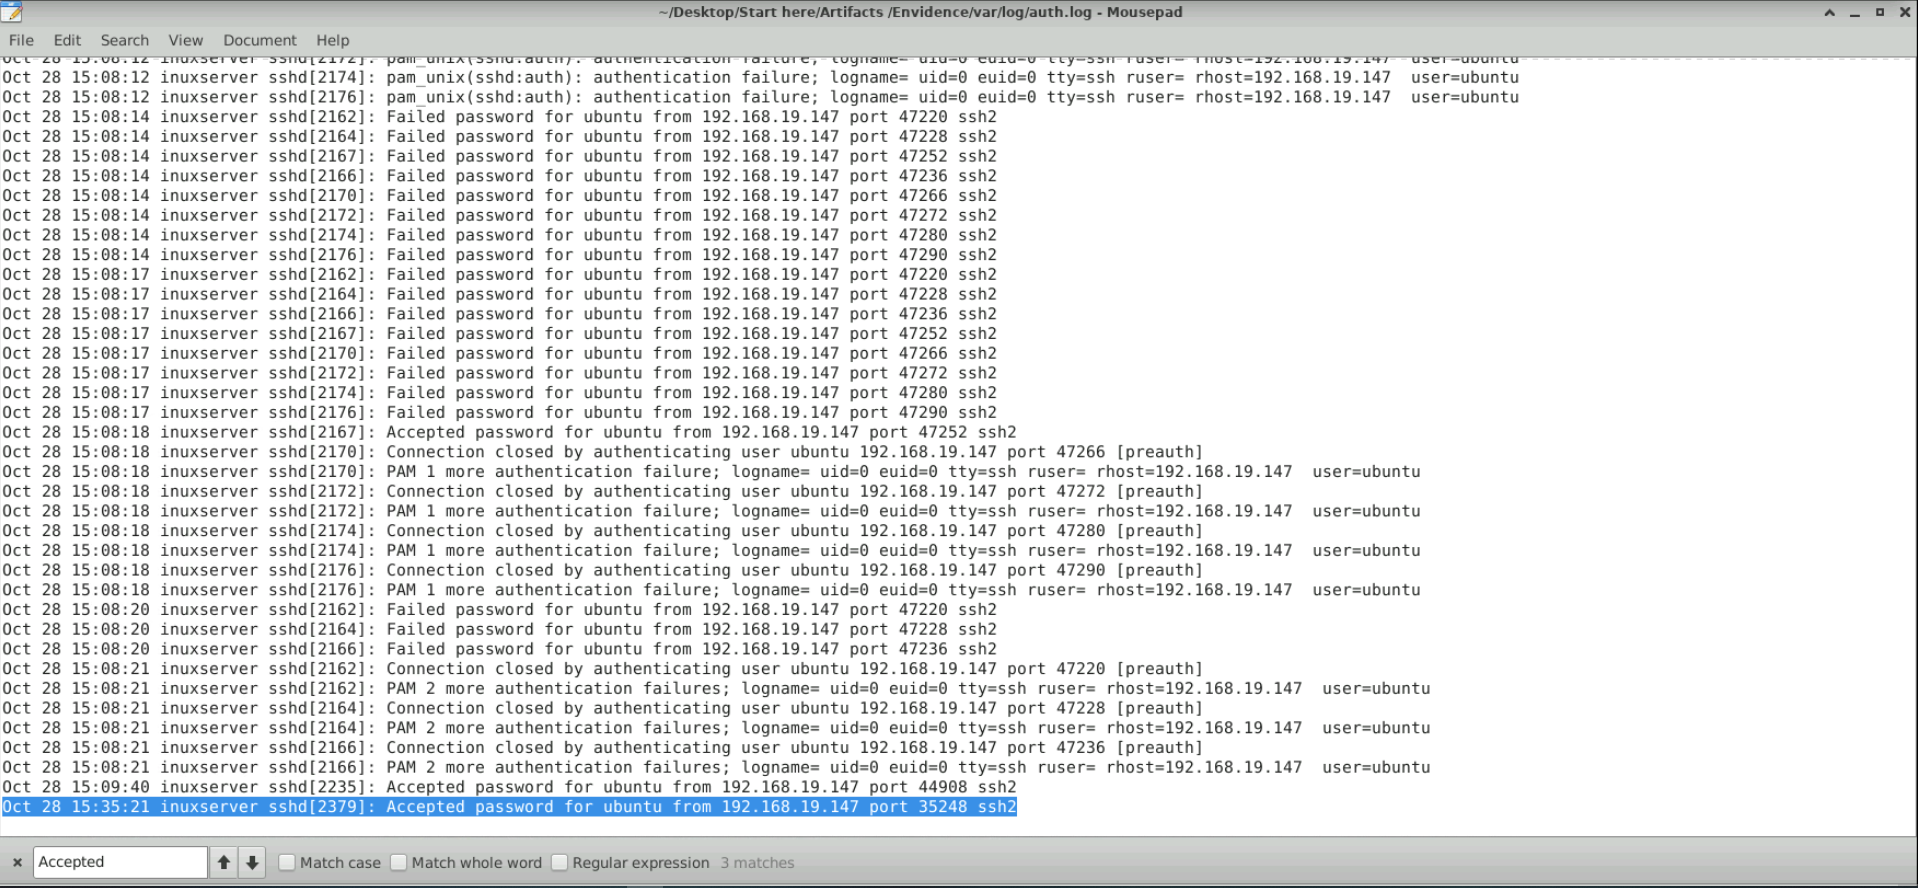 ~/Desktop/Start here/Artifacts /Envidence/var/log/auth.log - Mousepad
File Edit Search View Document Help
Oct 28 15:08:12 inuxserver sshd[2172]: pam_unix(sshd:auth): authentication failure; logname= uid=0 euid=0 tty=ssh ruser= rhost=192.168.19.147  user=ubuntu
Oct 28 15:08:12 inuxserver sshd[2174]: pam_unix(sshd:auth): authentication failure; logname= uid=0 euid=0 tty=ssh ruser= rhost=192.168.19.147  user=ubuntu
Oct 28 15:08:12 inuxserver sshd[2176]: pam_unix(sshd:auth): authentication failure; logname= uid=0 euid=0 tty=ssh ruser= rhost=192.168.19.147  user=ubuntu
Oct 28 15:08:14 inuxserver sshd[2162]: Failed password for ubuntu from 192.168.19.147 port 47220 ssh2
Oct 28 15:08:14 inuxserver sshd[2164]: Failed password for ubuntu from 192.168.19.147 port 47228 ssh2
Oct 28 15:08:14 inuxserver sshd[2167]: Failed password for ubuntu from 192.168.19.147 port 47252 ssh2
Oct 28 15:08:14 inuxserver sshd[2166]: Failed password for ubuntu from 192.168.19.147 port 47236 ssh2
Oct 28 15:08:14 inuxserver sshd[2170]: Failed password for ubuntu from 192.168.19.147 port 47266 ssh2
Oct 28 15:08:14 inuxserver sshd[2172]: Failed password for ubuntu from 192.168.19.147 port 47272 ssh2
Oct 28 15:08:14 inuxserver sshd[2174]: Failed password for ubuntu from 192.168.19.147 port 47280 ssh2
Oct 28 15:08:14 inuxserver sshd[2176]: Failed password for ubuntu from 192.168.19.147 port 47290 ssh2
Oct 28 15:08:17 inuxserver sshd[2162]: Failed password for ubuntu from 192.168.19.147 port 47220 ssh2
Oct 28 15:08:17 inuxserver sshd[2164]: Failed password for ubuntu from 192.168.19.147 port 47228 ssh2
Oct 28 15:08:17 inuxserver sshd[2166]: Failed password for ubuntu from 192.168.19.147 port 47236 ssh2
Oct 28 15:08:17 inuxserver sshd[2167]: Failed password for ubuntu from 192.168.19.147 port 47252 ssh2
Oct 28 15:08:17 inuxserver sshd[2170]: Failed password for ubuntu from 192.168.19.147 port 47266 ssh2
Oct 28 15:08:17 inuxserver sshd[2172]: Failed password for ubuntu from 192.168.19.147 port 47272 ssh2
Oct 28 15:08:17 inuxserver sshd[2174]: Failed password for ubuntu from 192.168.19.147 port 47280 ssh2
Oct 28 15:08:17 inuxserver sshd[2176]: Failed password for ubuntu from 192.168.19.147 port 47290 ssh2
Oct 28 15:08:18 inuxserver sshd[2167]: Accepted password for ubuntu from 192.168.19.147 port 47252 ssh2
Oct 28 15:08:18 inuxserver sshd[2170]: Connection closed by authenticating user ubuntu 192.168.19.147 port 47266 [preauth]
Oct 28 15:08:18 inuxserver sshd[2170]: PAM 1 more authentication failure; logname= uid=0 euid=0 tty=ssh ruser= rhost=192.168.19.147  user=ubuntu
Oct 28 15:08:18 inuxserver sshd[2172]: Connection closed by authenticating user ubuntu 192.168.19.147 port 47272 [preauth]
Oct 28 15:08:18 inuxserver sshd[2172]: PAM 1 more authentication failure; logname= uid=0 euid=0 tty=ssh ruser= rhost=192.168.19.147  user=ubuntu
Oct 28 15:08:18 inuxserver sshd[2174]: Connection closed by authenticating user ubuntu 192.168.19.147 port 47280 [preauth]
Oct 28 15:08:18 inuxserver sshd[2174]: PAM 1 more authentication failure; logname= uid=0 euid=0 tty=ssh ruser= rhost=192.168.19.147  user=ubuntu
Oct 28 15:08:18 inuxserver sshd[2176]: Connection closed by authenticating user ubuntu 192.168.19.147 port 47290 [preauth]
Oct 28 15:08:18 inuxserver sshd[2176]: PAM 1 more authentication failure; logname= uid=0 euid=0 tty=ssh ruser= rhost=192.168.19.147  user=ubuntu
Oct 28 15:08:20 inuxserver sshd[2162]: Failed password for ubuntu from 192.168.19.147 port 47220 ssh2
Oct 28 15:08:20 inuxserver sshd[2164]: Failed password for ubuntu from 192.168.19.147 port 47228 ssh2
Oct 28 15:08:20 inuxserver sshd[2166]: Failed password for ubuntu from 192.168.19.147 port 47236 ssh2
Oct 28 15:08:21 inuxserver sshd[2162]: Connection closed by authenticating user ubuntu 192.168.19.147 port 47220 [preauth]
Oct 28 15:08:21 inuxserver sshd[2162]: PAM 2 more authentication failures; logname= uid=0 euid=0 tty=ssh ruser= rhost=192.168.19.147  user=ubuntu
Oct 28 15:08:21 inuxserver sshd[2164]: Connection closed by authenticating user ubuntu 192.168.19.147 port 47228 [preauth]
Oct 28 15:08:21 inuxserver sshd[2164]: PAM 2 more authentication failures; logname= uid=0 euid=0 tty=ssh ruser= rhost=192.168.19.147  user=ubuntu
Oct 28 15:08:21 inuxserver sshd[2166]: Connection closed by authenticating user ubuntu 192.168.19.147 port 47236 [preauth]
Oct 28 15:08:21 inuxserver sshd[2166]: PAM 2 more authentication failures; logname= uid=0 euid=0 tty=ssh ruser= rhost=192.168.19.147  user=ubuntu
Oct 28 15:09:40 inuxserver sshd[2235]: Accepted password for ubuntu from 192.168.19.147 port 44908 ssh2
Oct 28 15:35:21 inuxserver sshd[2379]: Accepted password for ubuntu from 192.168.19.147 port 35248 ssh2
Accepted Match case Match whole word Regular expression 3 matches